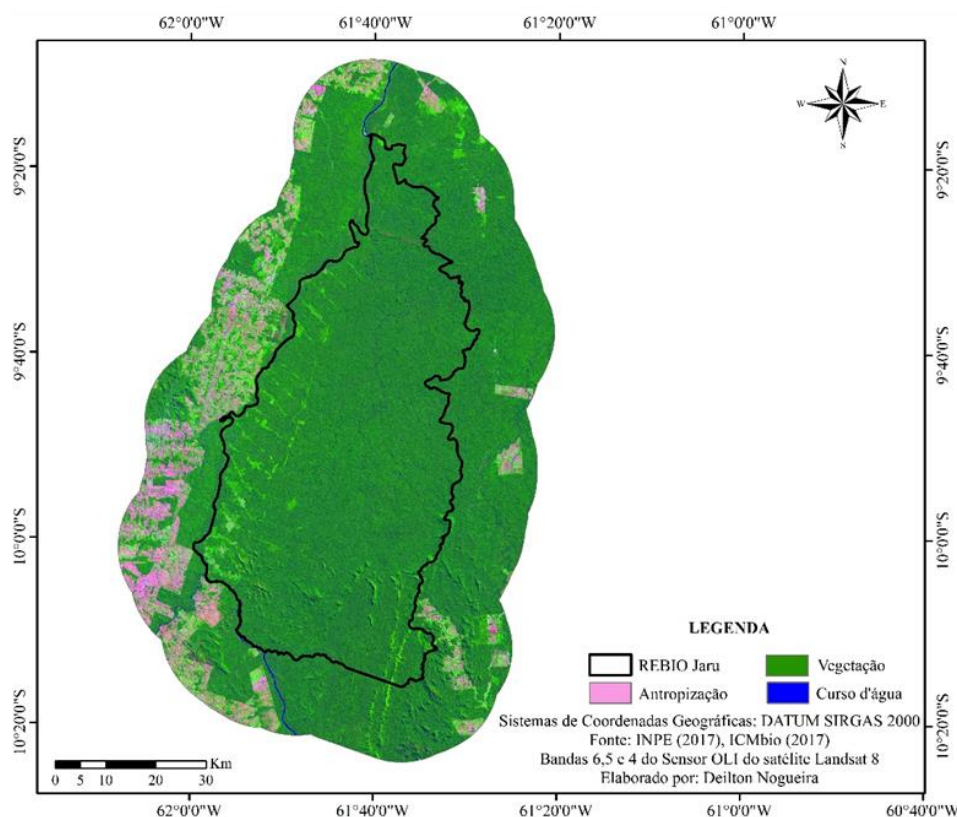 62°0'0"W 61°40'0"W 61°20'0"W 61°0'0"W
N
W E
S
9°20'0"S 9°20'0"S
9°40'0"S 9°40'0"S
10°0'0"S 10°0'0"S
10°20'0"S 10°20'0"S
LEGENDA
REBIO Jaru Vegetação
Antropização Curso d'água
Sistemas de Coordenadas Geográficas: DATUM SIRGAS 2000
Fonte: INPE (2017), ICMbio (2017)
Bandas 6,5 e 4 do Sensor OLI do satélite Landsat 8
Elaborado por: Deilton Nogueira
Km
0 5 10 20 30
62°0'0"W 61°40'0"W 61°20'0"W 61°0'0"W 60°40'0"W